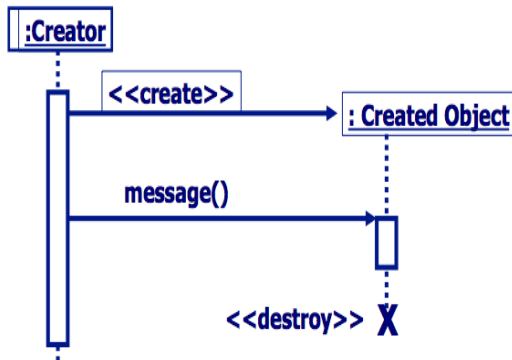 :Creator
<<create>>
: Created Object
message()
<<destroy>> X